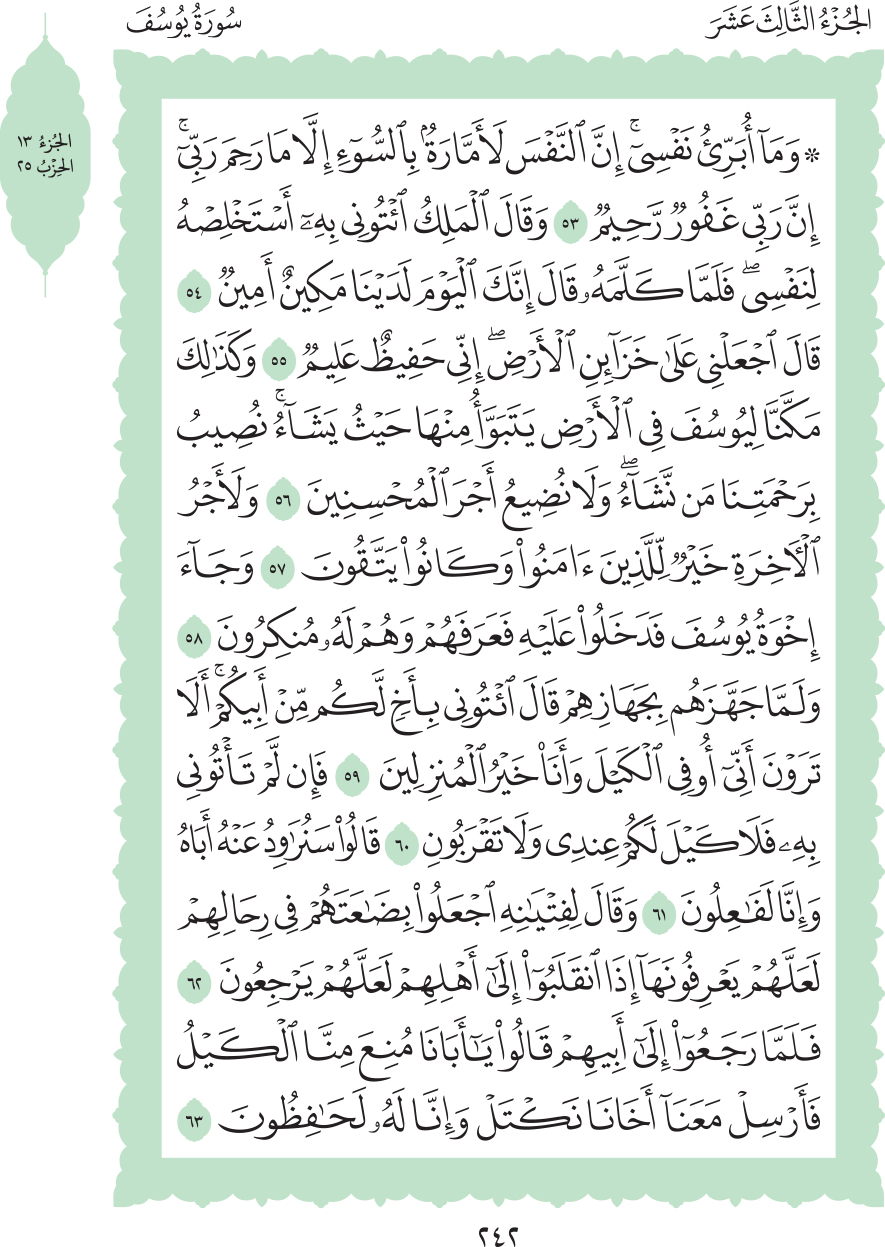 الجُزْءُ الثَّالِثَ عَشَرَ
سُورَةُ يُوسُفَ
الجُزءُ ١٣
الحِزْبُ ٢٥
* وَمَآ أُبَرِّئُ نَفْسِيٓۚ إِنَّ ٱلنَّفْسَ لَأَمَّارَةُۢ بِٱلسُّوٓءِ إِلَّا مَا رَحِمَ رَبِّيٓۚ
إِنَّ رَبِّي غَفُورٞ رَّحِيمٞ ٥٣ وَقَالَ ٱلْمَلِكُ ٱئْتُونِي بِهِۦٓ أَسْتَخْلِصْهُ
لِنَفْسِيۖ فَلَمَّا كَلَّمَهُۥ قَالَ إِنَّكَ ٱلْيَوْمَ لَدَيْنَا مَكِينٌ أَمِينٞ ٥٤
قَالَ ٱجْعَلْنِي عَلَىٰ خَزَآئِنِ ٱلْأَرْضِۖ إِنِّي حَفِيظٌ عَلِيمٞ ٥٥ وَكَذَٰلِكَ
مَكَّنَّا لِيُوسُفَ فِي ٱلْأَرْضِ يَتَبَوَّأُ مِنْهَا حَيْثُ يَشَآءُۚ نُصِيبُ
بِرَحْمَتِنَا مَن نَّشَآءُۖ وَلَا نُضِيعُ أَجْرَ ٱلْمُحْسِنِينَ ٥٦ وَلَأَجْرُ
ٱلْأٓخِرَةِ خَيْرٞ لِّلَّذِينَ ءَامَنُواْ وَكَانُواْ يَتَّقُونَ ٥٧ وَجَآءَ
إِخْوَةُ يُوسُفَ فَدَخَلُواْ عَلَيْهِ فَعَرَفَهُمْ وَهُمْ لَهُۥ مُنكِرُونَ ٥٨
وَلَمَّا جَهَّزَهُم بِجَهَازِهِمْ قَالَ ٱئْتُونِي بِأَخٖ لَّكُم مِّنْ أَبِيكُمْۚ أَلَا
تَرَوْنَ أَنِّيٓ أُوفِي ٱلْكَيْلَ وَأَنَا۠ خَيْرُ ٱلْمُنزِلِينَ ٥٩ فَإِن لَّمْ تَأْتُونِي
بِهِۦ فَلَا كَيْلَ لَكُمْ عِندِي وَلَا تَقْرَبُونِ ٦٠ قَالُواْ سَنُرَٰوِدُ عَنْهُ أَبَاهُ
وَإِنَّا لَفَٰعِلُونَ ٦١ وَقَالَ لِفِتْيَٰنِهِ ٱجْعَلُواْ بِضَٰعَتَهُمْ فِي رِحَالِهِمْ
لَعَلَّهُمْ يَعْرِفُونَهَآ إِذَا ٱنقَلَبُوٓاْ إِلَىٰٓ أَهْلِهِمْ لَعَلَّهُمْ يَرْجِعُونَ ٦٢
فَلَمَّا رَجَعُوٓاْ إِلَىٰٓ أَبِيهِمْ قَالُواْ يَٰٓأَبَانَا مُنِعَ مِنَّا ٱلْكَيْلُ
فَأَرْسِلْ مَعَنَآ أَخَانَا نَكْتَلْ وَإِنَّا لَهُۥ لَحَٰفِظُونَ ٦٣
٢٤٢